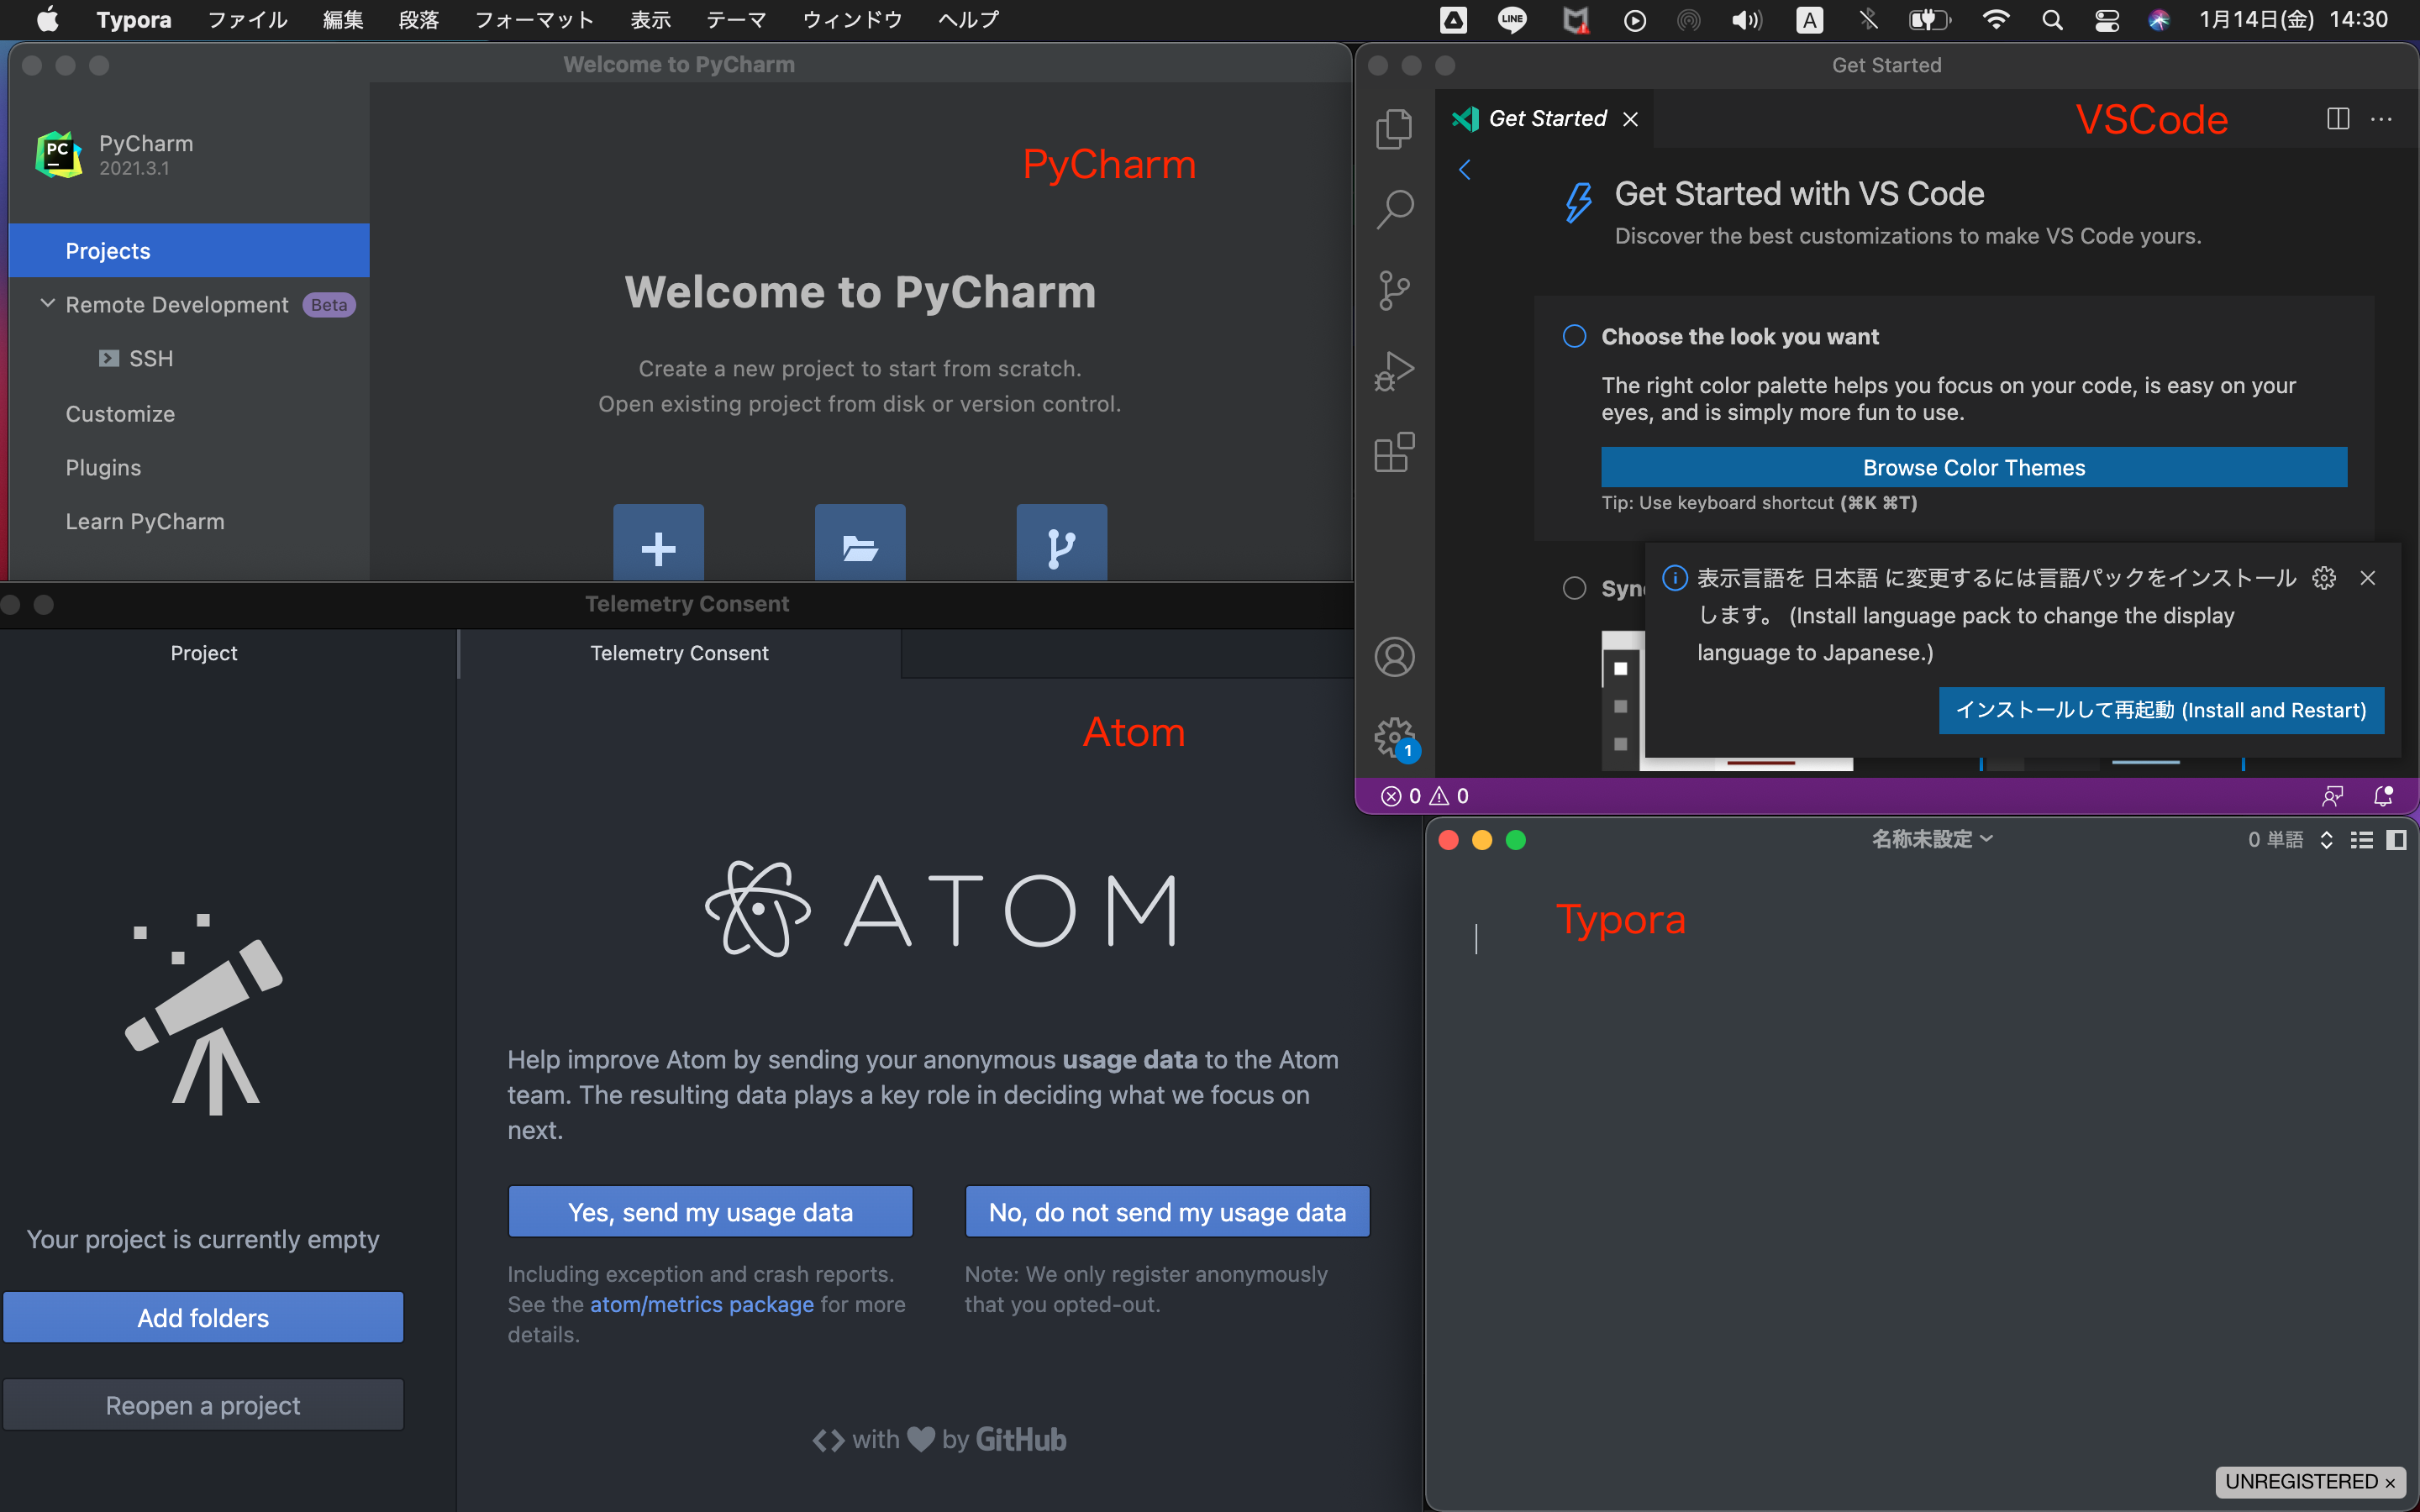 Typora ファイル 編集 段落 フォーマット 表示 テーマ ウィンドウ ヘルプ LINE A 1月14日(金) 14:30
Welcome to PyCharm
PC
PyCharm
2021.3.1
Projects
Remote Development Beta
SSH
Customize
Plugins
Learn PyCharm
PyCharm
Welcome to PyCharm
Create a new project to start from scratch.
Open existing project from disk or version control.
Get Started
Get Started
VSCode
Get Started with VS Code
Discover the best customizations to make VS Code yours.
Choose the look you want
The right color palette helps you focus on your code, is easy on your
eyes, and is simply more fun to use.
Browse Color Themes
Tip: Use keyboard shortcut (⌘K ⌘T)
表示言語を 日本語 に変更するには言語パックをインストール
します。 (Install language pack to change the display
language to Japanese.)
インストールして再起動 (Install and Restart)
1
0 0
Telemetry Consent
Project
Telemetry Consent
Atom
ATOM
Help improve Atom by sending your anonymous usage data to the Atom
team. The resulting data plays a key role in deciding what we focus on
next.
Yes, send my usage data
No, do not send my usage data
Including exception and crash reports.
See the atom/metrics package for more
details.
Note: We only register anonymously
that you opted-out.
Your project is currently empty
Add folders
Reopen a project
<> with by GitHub
名称未設定 0 単語
Typora
UNREGISTERED ×